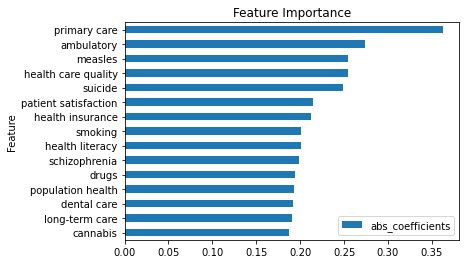 Feature Importance
primary care
ambulatory
measles
health care quality
suicide
patient satisfaction
health insurance
smoking
health literacy
schizophrenia
drugs
population health
dental care
long-term care
cannabis
Feature
abs_coefficients
0.00 0.05 0.10 0.15 0.20 0.25 0.30 0.35